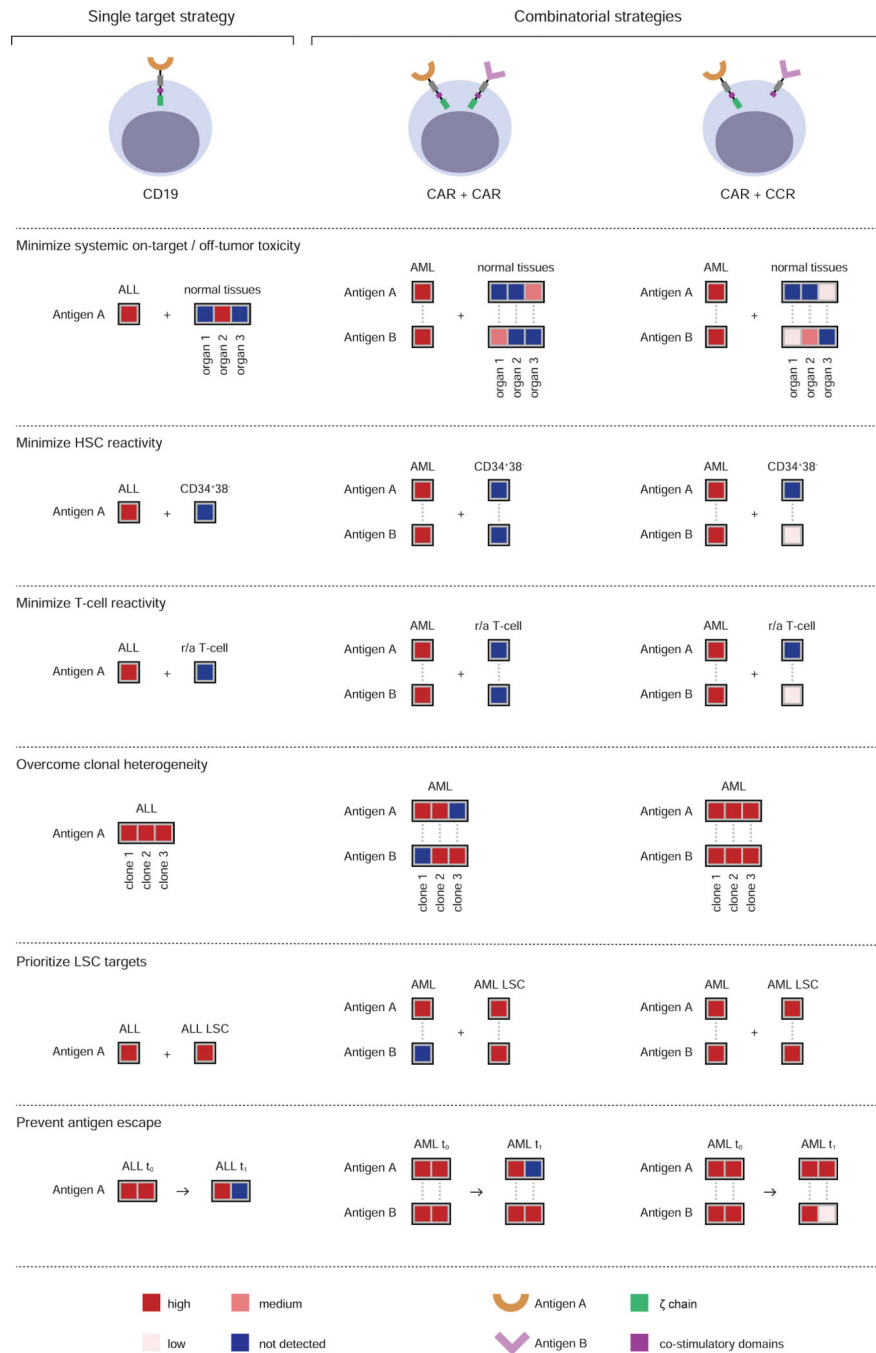 Single target strategy
Combinatorial strategies
CD19
CAR + CAR
CAR + CCR
Minimize systemic on-target / off-tumor toxicity
ALL
normal tissues
Antigen A
+
organ 1
organ 2
organ 3
AML
normal tissues
Antigen A
+
Antigen B
organ 1
organ 2
organ 3
AML
normal tissues
Antigen A
+
Antigen B
organ 1
organ 2
organ 3
Minimize HSC reactivity
ALL
CD34⁺38⁻
Antigen A
+
AML
CD34⁺38⁻
Antigen A
+
Antigen B
AML
CD34⁺38⁻
Antigen A
+
Antigen B
Minimize T-cell reactivity
ALL
r/a T-cell
Antigen A
+
AML
r/a T-cell
Antigen A
+
Antigen B
AML
r/a T-cell
Antigen A
+
Antigen B
Overcome clonal heterogeneity
ALL
Antigen A
clone 1
clone 2
clone 3
AML
Antigen A
Antigen B
clone 1
clone 2
clone 3
AML
Antigen A
Antigen B
clone 1
clone 2
clone 3
Prioritize LSC targets
ALL
ALL LSC
Antigen A
+
AML
AML LSC
Antigen A
+
Antigen B
AML
AML LSC
Antigen A
+
Antigen B
Prevent antigen escape
ALL t₀
ALL t₁
Antigen A
→
AML t₀
AML t₁
Antigen A
→
Antigen B
AML t₀
AML t₁
Antigen A
→
Antigen B
high
medium
Antigen A
ζ chain
low
not detected
Antigen B
co-stimulatory domains